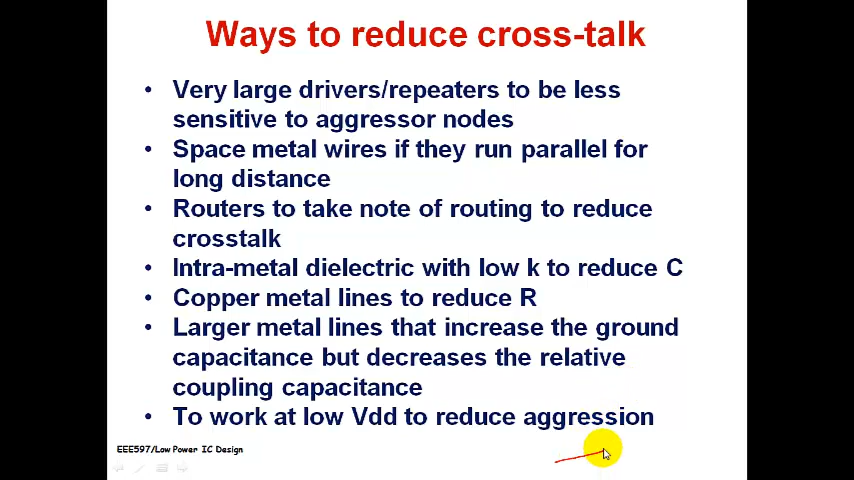 Ways to reduce cross-talk
• Very large drivers/repeaters to be less
sensitive to aggressor nodes
• Space metal wires if they run parallel for
long distance
• Routers to take note of routing to reduce
crosstalk
• Intra-metal dielectric with low k to reduce C
• Copper metal lines to reduce R
• Larger metal lines that increase the ground
capacitance but decreases the relative
coupling capacitance
• To work at low Vdd to reduce aggression
EEE597/Low Power IC Design